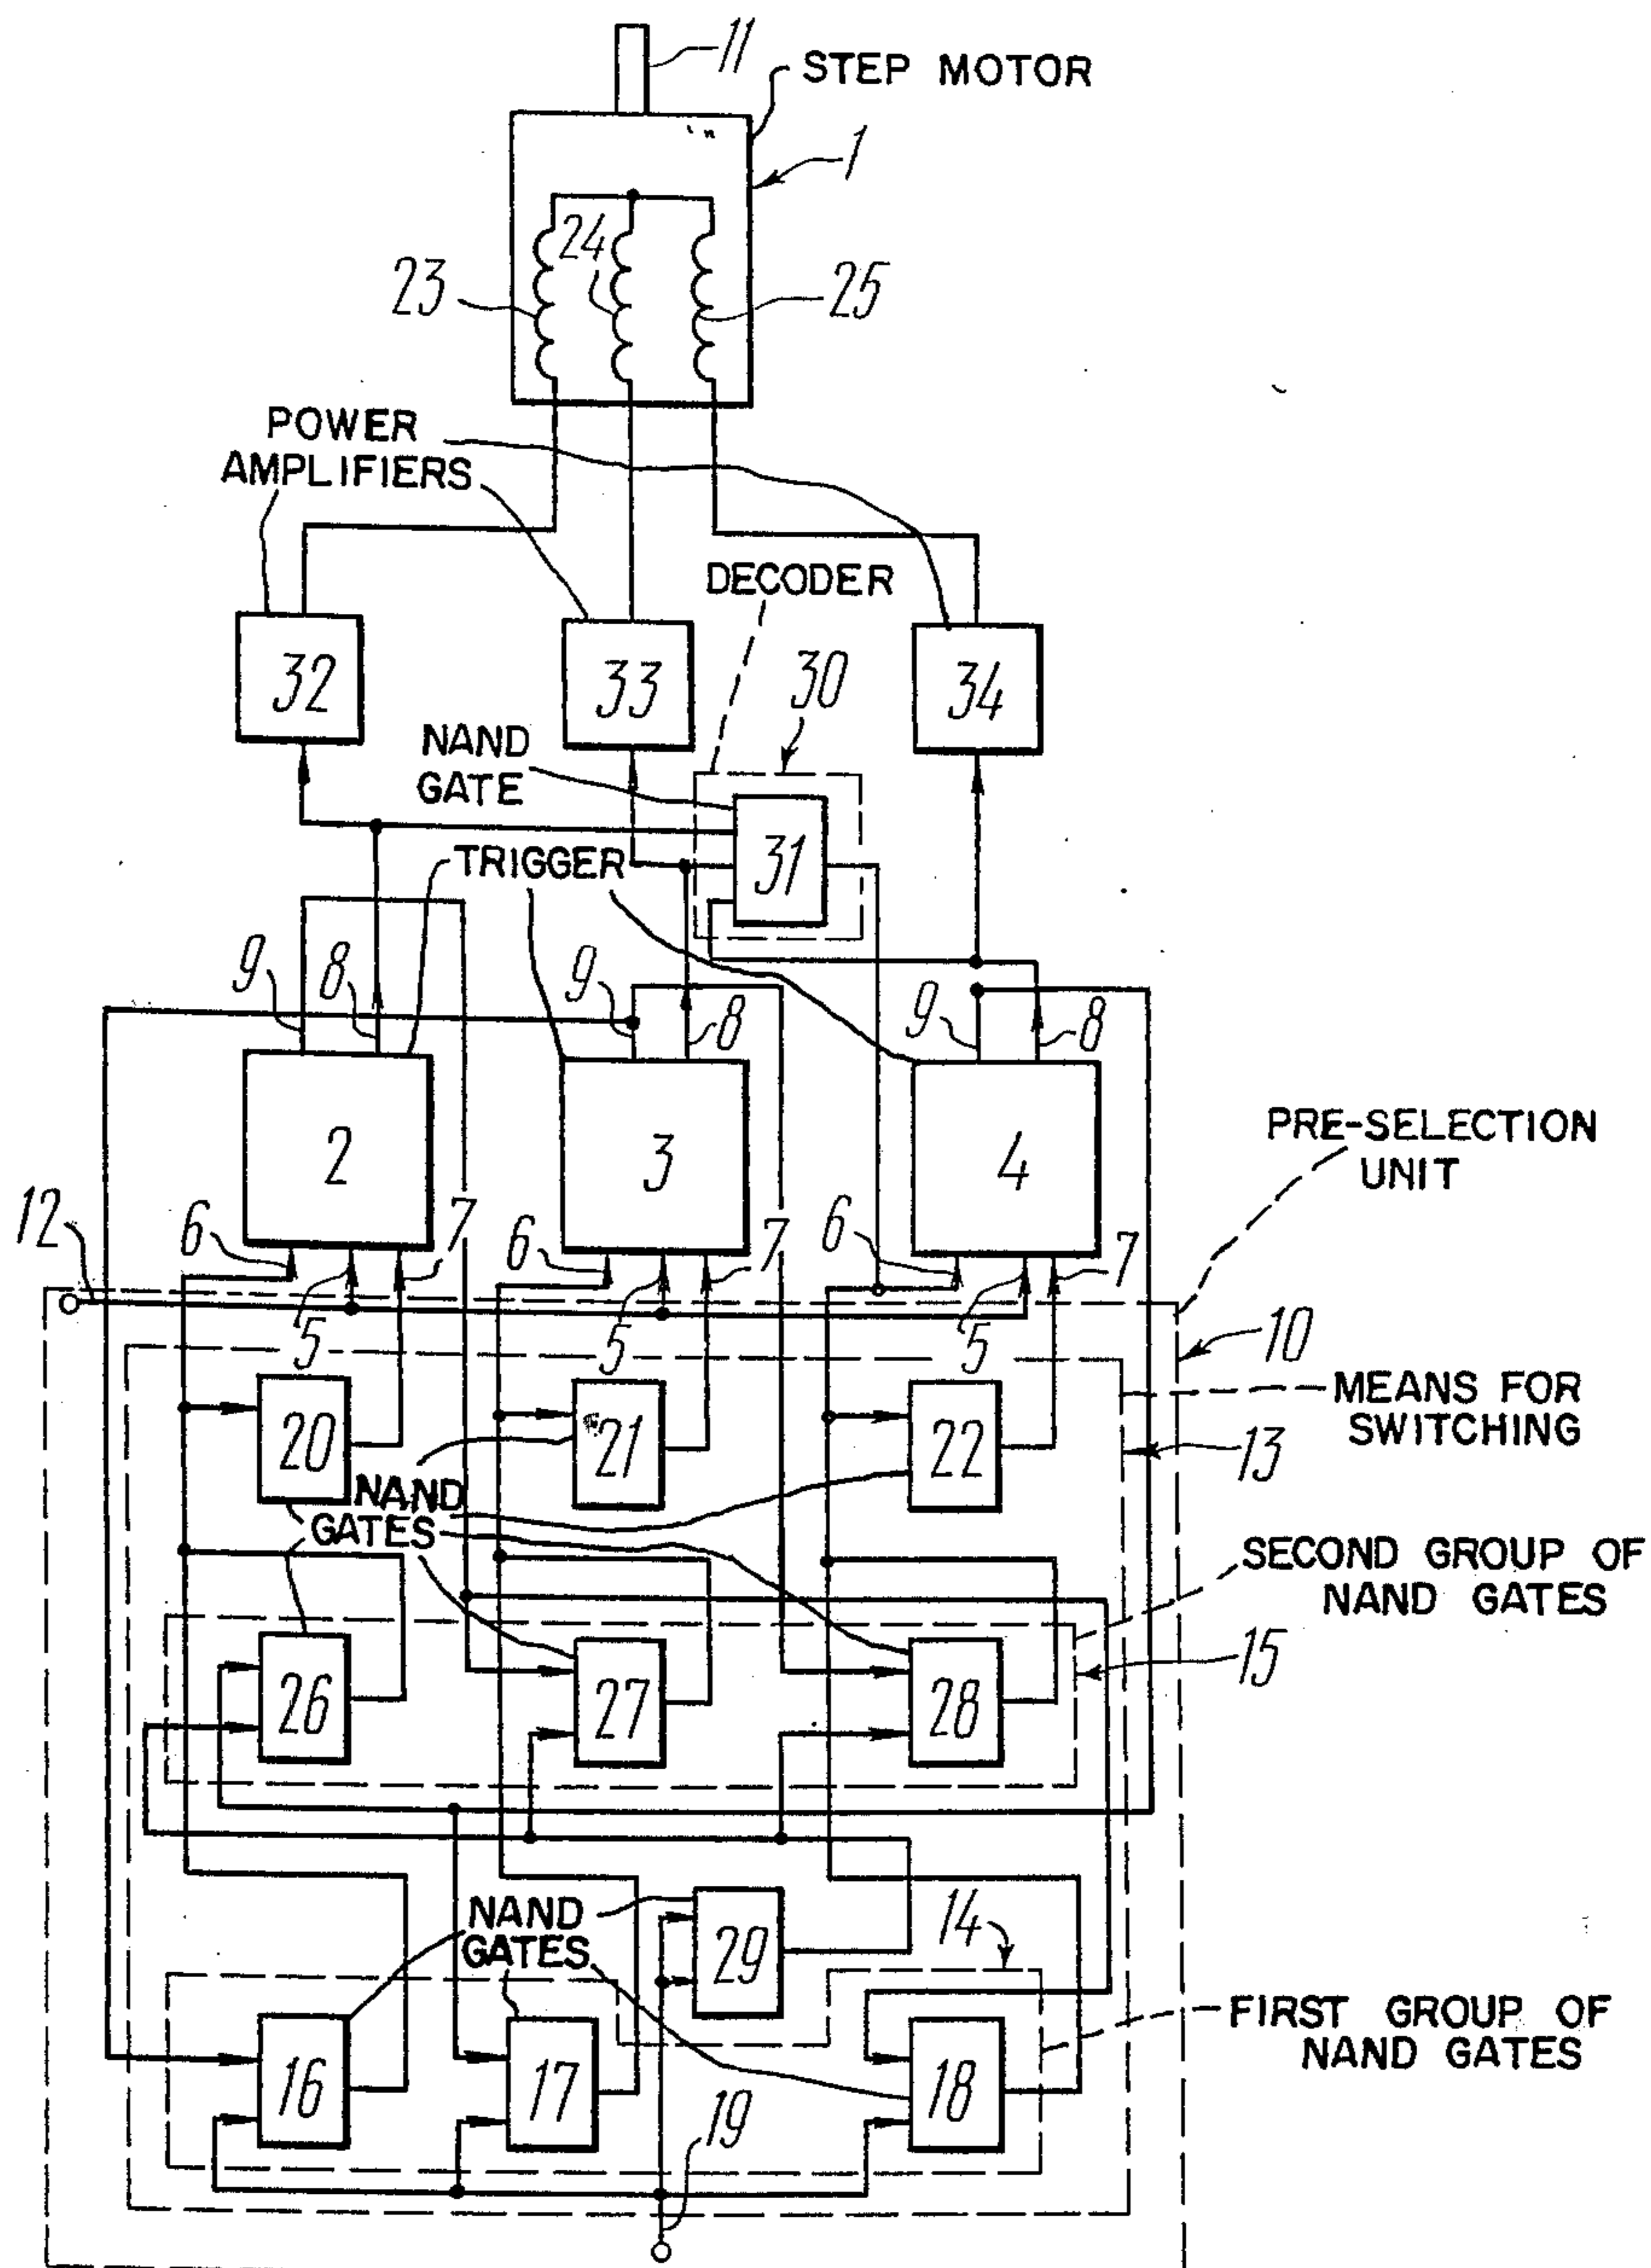 11
STEP MOTOR
1
24
23
25
POWER
AMPLIFIERS
DECODER
32
33
30
34
NAND
GATE
31
TRIGGER
9
8
9
8
9
8
2
3
4
PRE-SELECTION
UNIT
12
6
7
6
7
6
7
5
5
5
10
MEANS FOR
SWITCHING
20
21
22
13
NAND
GATES
SECOND GROUP OF
NAND GATES
26
27
28
15
NAND
GATES
29
14
FIRST GROUP OF
NAND GATES
16
17
18
19